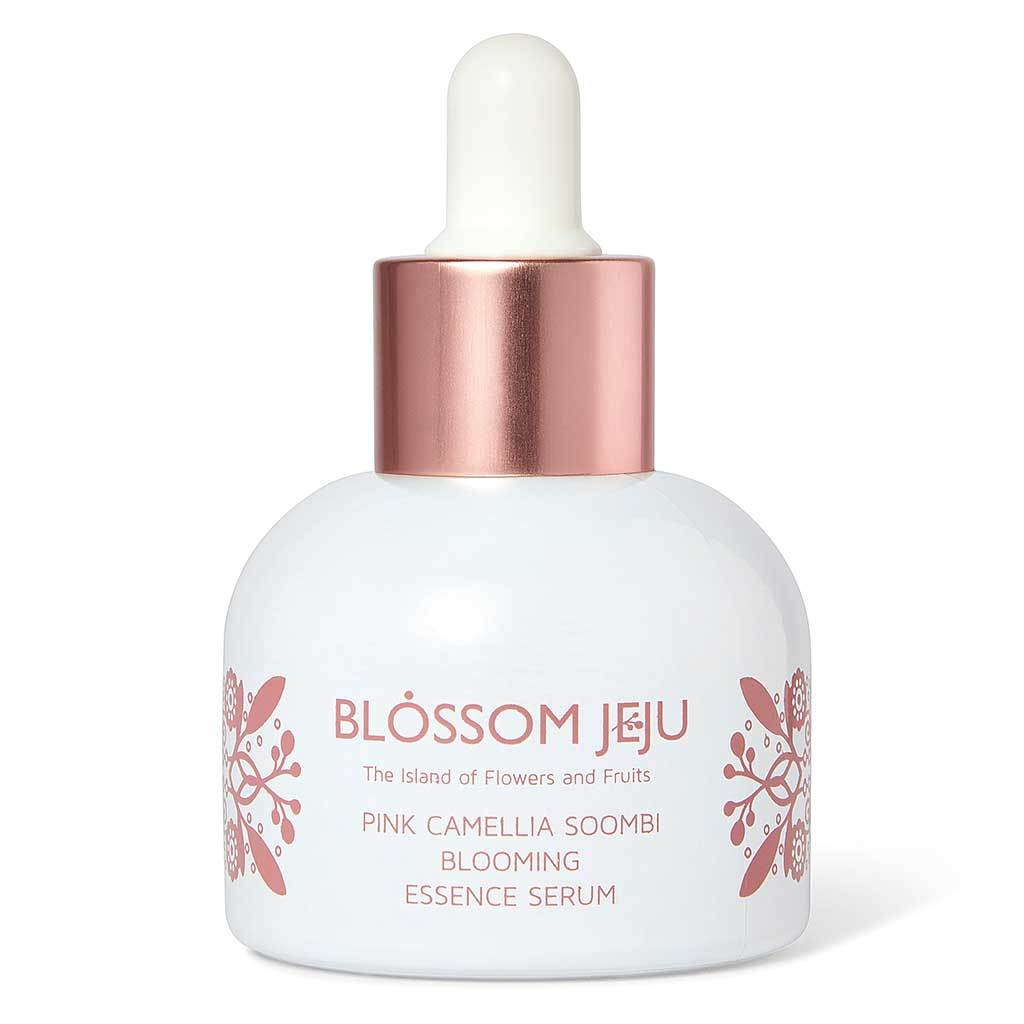 BLOSSOM JEJU
The Island of Flowers and Fruits
PINK CAMELLIA SOOMBI
BLOOMING
ESSENCE SERUM